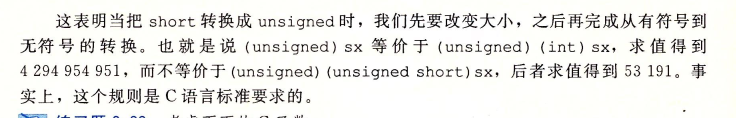 这表明当把 short 转换成 unsigned 时，我们先要改变大小，之后再完成从有符号到
无符号的转换。也就是说 (unsigned) sx 等价于 (unsigned) (int) sx，求值得到
4 294 954 951，而不等价于 (unsigned) (unsigned short) sx，后者求值得到 53 191。事
实上，这个规则是 C 语言标准要求的。